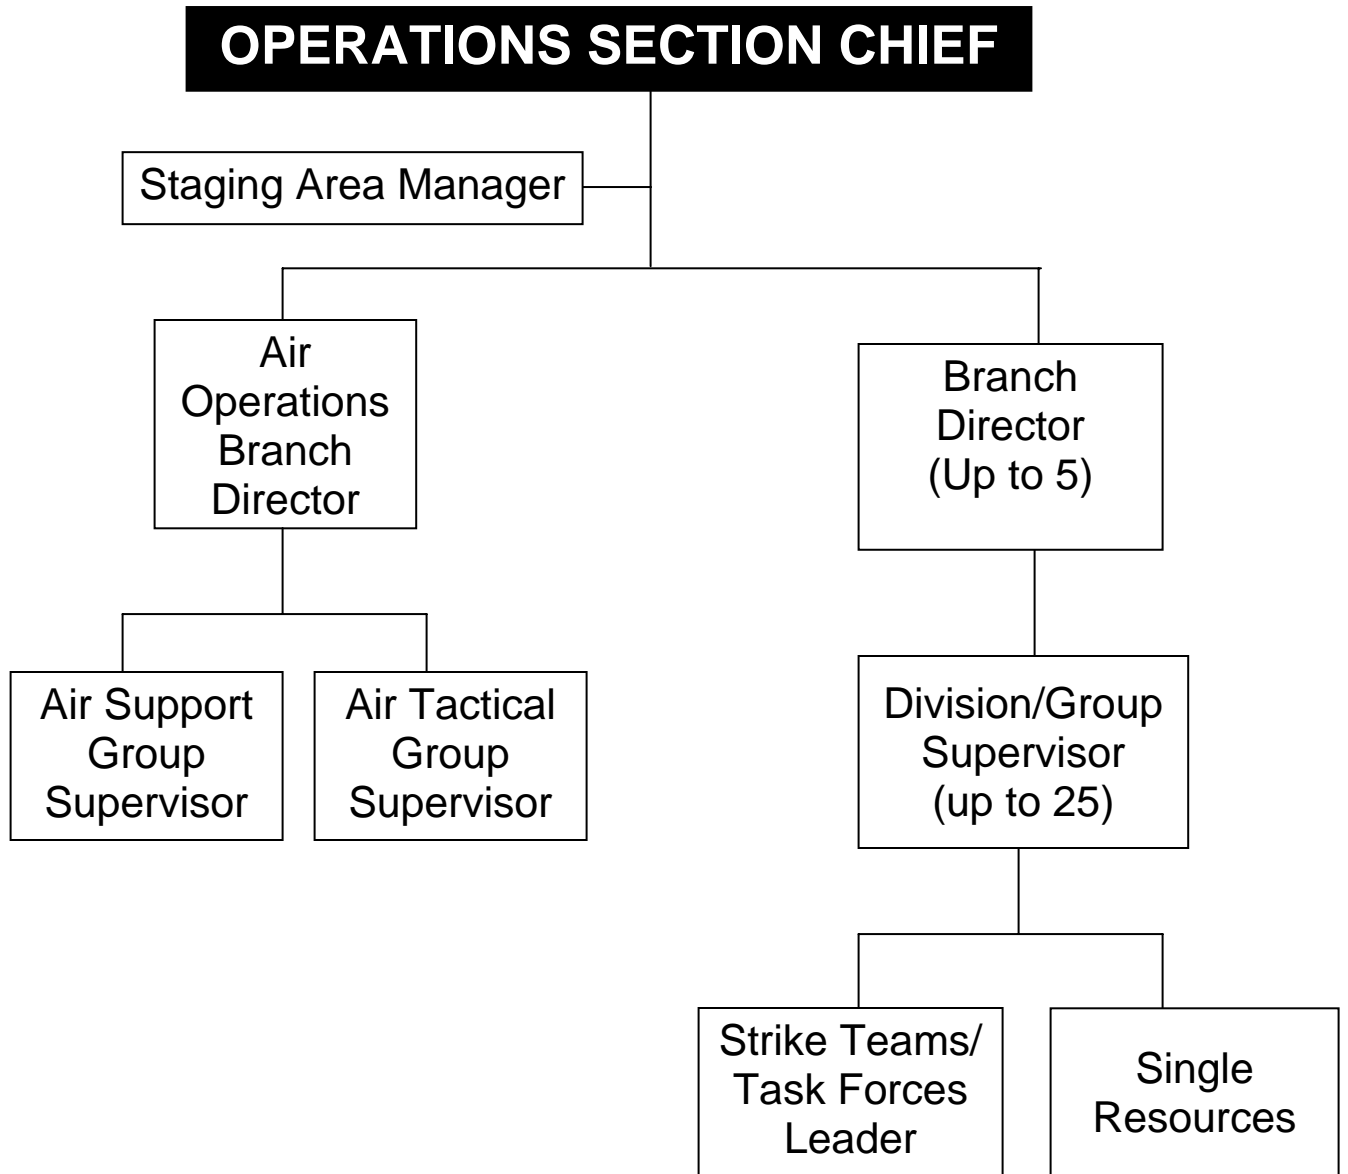 OPERATIONS SECTION CHIEF
Staging Area Manager
Air
Operations
Branch
Director
Branch
Director
(Up to 5)
Air Support
Group
Supervisor
Air Tactical
Group
Supervisor
Division/Group
Supervisor
(up to 25)
Strike Teams/
Task Forces
Leader
Single
Resources